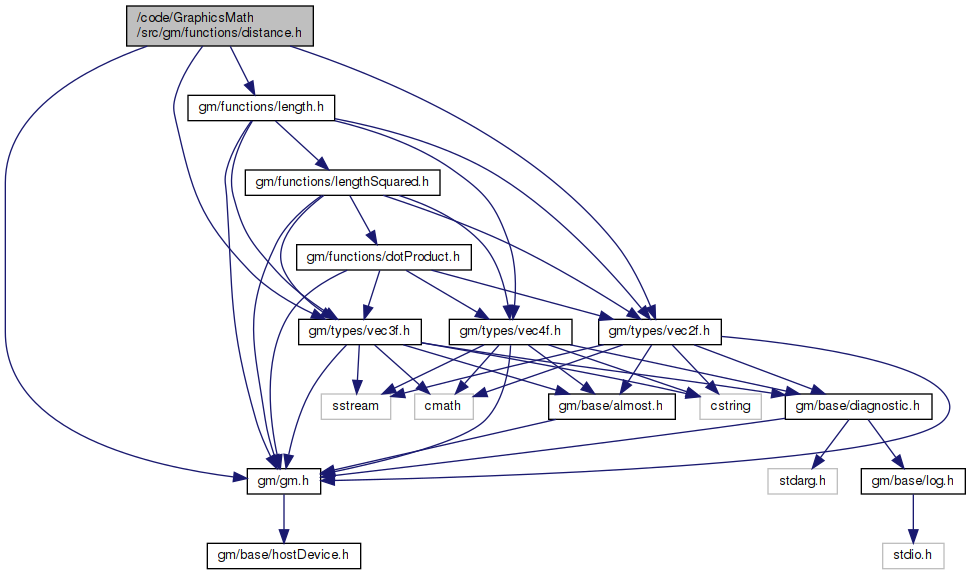 /code/GraphicsMath
/src/gm/functions/distance.h
gm/functions/length.h
gm/functions/lengthSquared.h
gm/functions/dotProduct.h
gm/types/vec3f.h
gm/types/vec4f.h
gm/types/vec2f.h
sstream
cmath
gm/base/almost.h
cstring
gm/base/diagnostic.h
gm/gm.h
stdarg.h
gm/base/log.h
gm/base/hostDevice.h
stdio.h